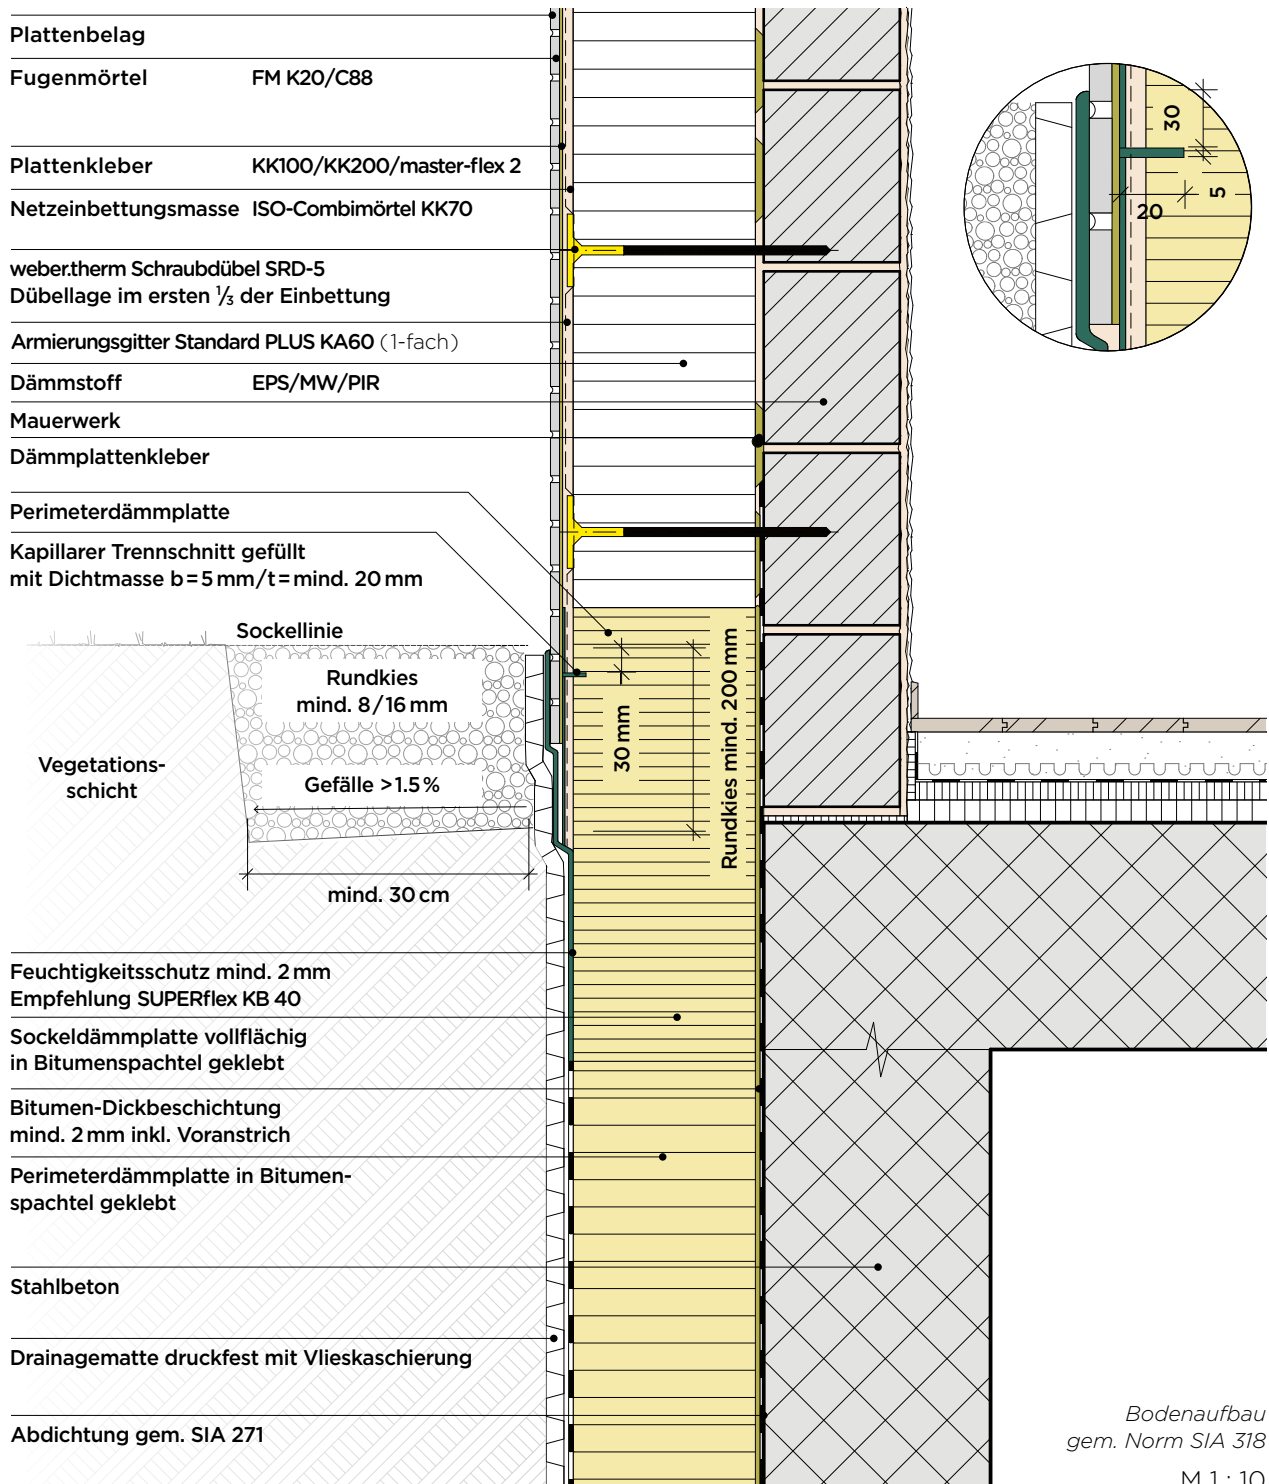 Plattenbelag
Fugenmörtel FM K20/C88
Plattenkleber KK100/KK200/master-flex 2
Netzeinbettungsmasse ISO-Combimörtel KK70
weber.therm Schraubdübel SRD-5
Dübellage im ersten ⅓ der Einbettung
Armierungsgitter Standard PLUS KA60 (1-fach)
Dämmstoff EPS/MW/PIR
Mauerwerk
Dämmplattenkleber
Perimeterdämmplatte
Kapillarer Trennschnitt gefüllt
mit Dichtmasse b=5 mm/t=mind. 20 mm
Sockellinie
Rundkies
mind. 8/16 mm
Vegetations-
schicht
Gefälle >1.5 %
mind. 30 cm
30 mm
Rundkies mind. 200 mm
30
5
20
Feuchtigkeitsschutz mind. 2 mm
Empfehlung SUPERflex KB 40
Sockeldämmplatte vollflächig
in Bitumenspachtel geklebt
Bitumen-Dickbeschichtung
mind. 2 mm inkl. Voranstrich
Perimeterdämmplatte in Bitumen-
spachtel geklebt
Stahlbeton
Drainagematte druckfest mit Vlieskaschierung
Abdichtung gem. SIA 271
Bodenaufbau
gem. Norm SIA 318
M 1 : 10